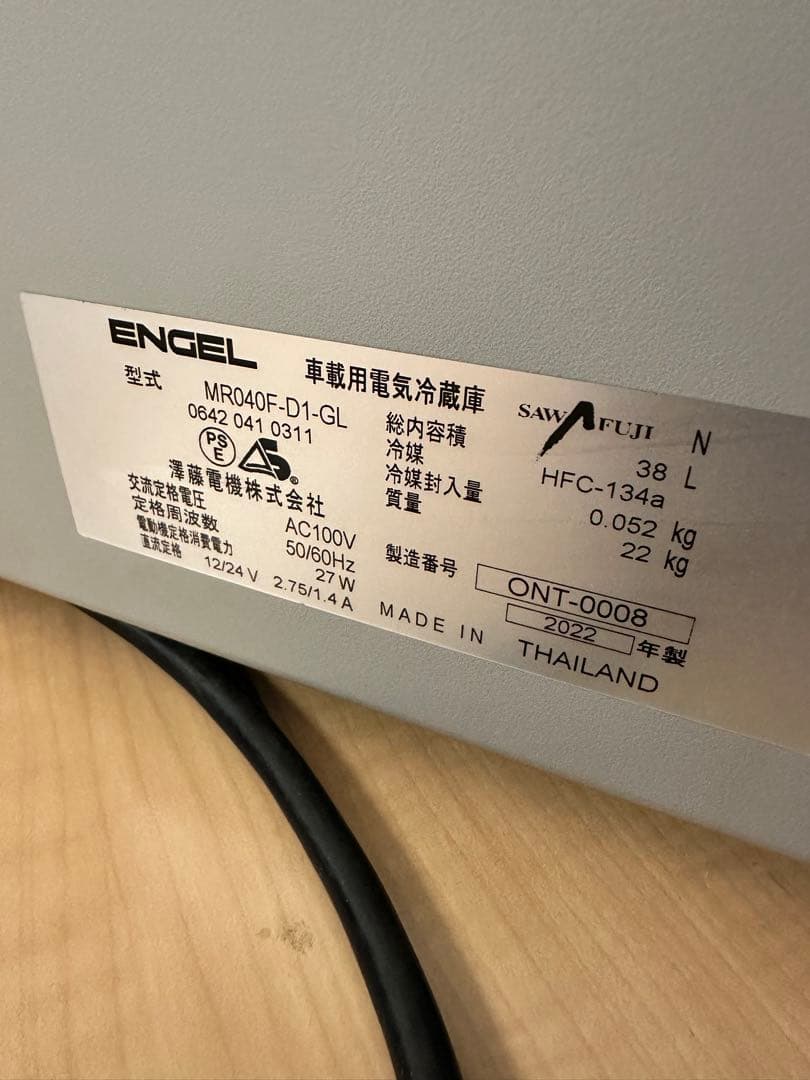 ENGEL
車載用電気冷蔵庫
SAWAFUJI N
型式 MR040F-D1-GL
0642 041 0311
PS E
AS ®
澤藤電機株式会社
交流定格電圧 AC100V
定格周波数 50/60Hz
電動機定格消費電力 27W
直流定格 12/24V 2.75/1.4A
総内容積 38 L
冷媒 HFC-134a
冷媒封入量 0.052 kg
質量 22 kg
製造番号 ONT-0008
2022 年製
MADE IN THAILAND